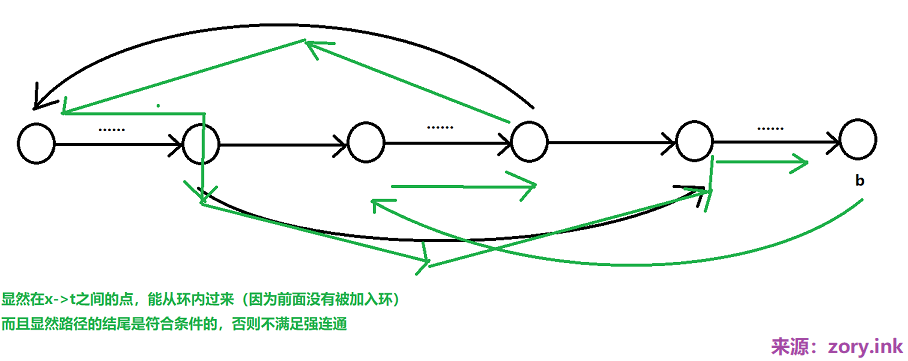 ......
......
......
b
显然在x->t之间的点，能从环内过来（因为前面没有被加入环）
而且显然路径的结尾是符合条件的，否则不满足强连通
来源：zory.ink